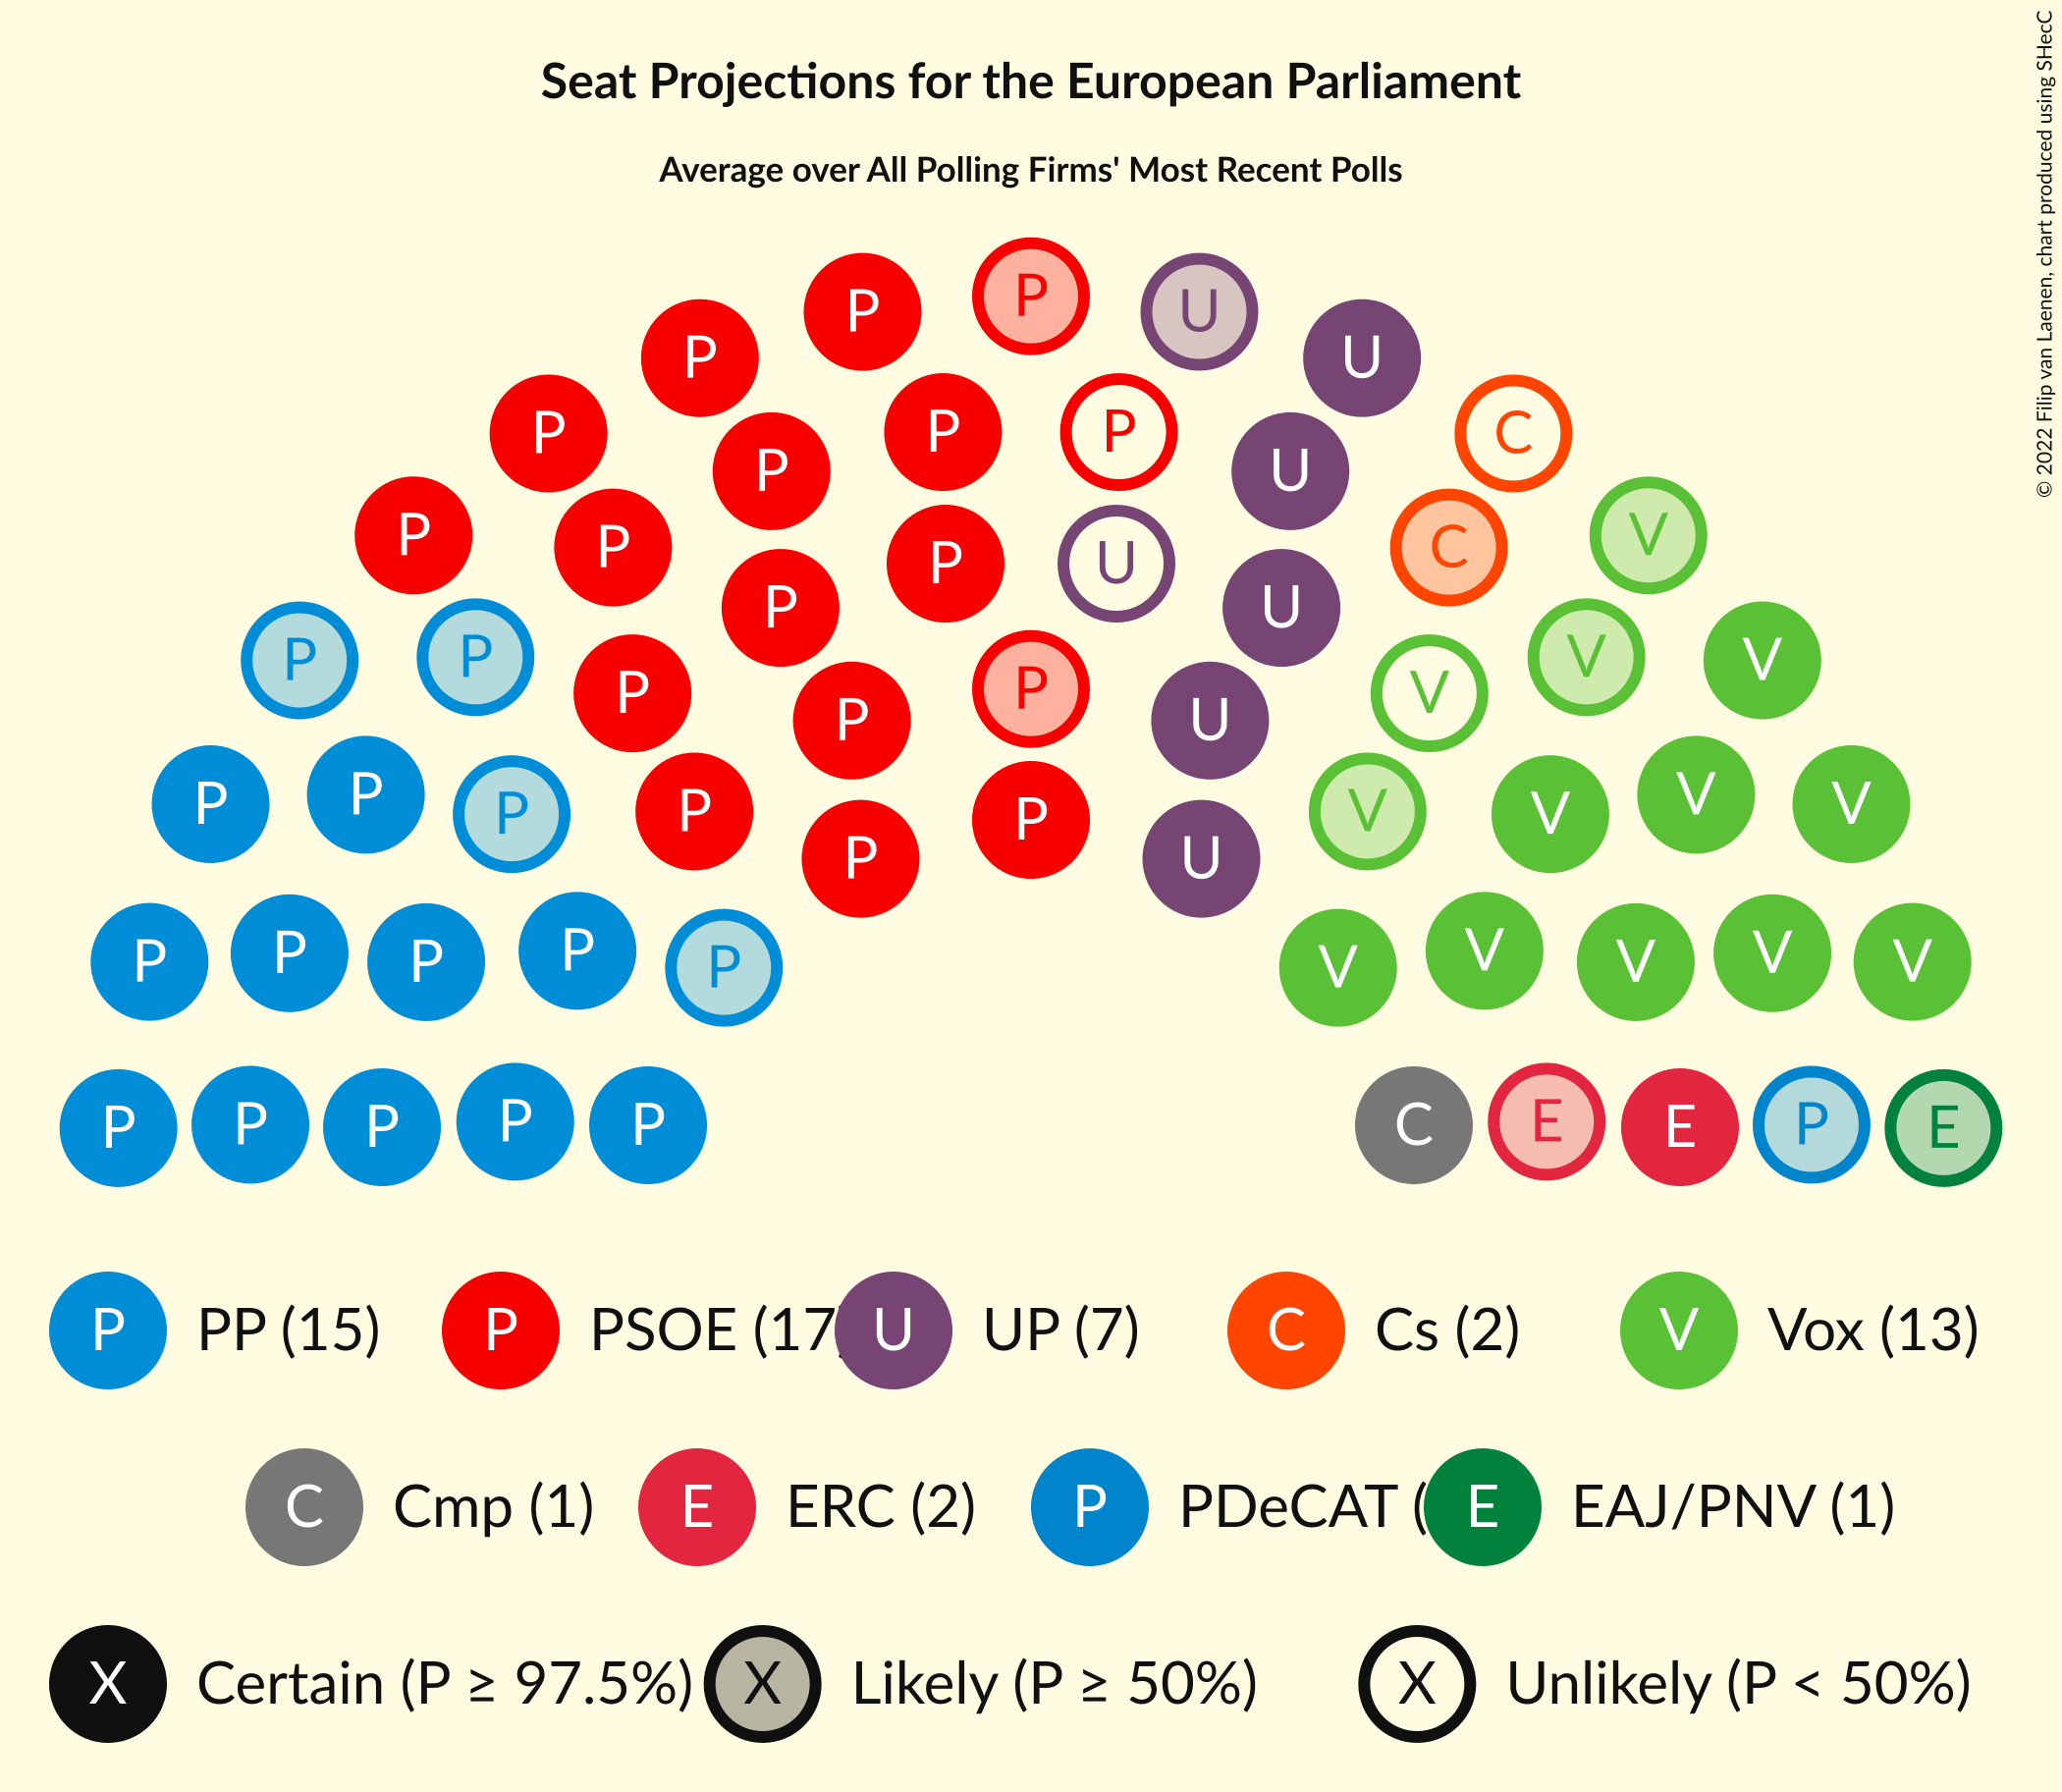 © 2022 Filip van Laenen, chart produced using SHecC
Seat Projections for the European Parliament
Average over All Polling Firms' Most Recent Polls
P
P U
P U
P P P C
P U
P V
P C
P U
P U
P P V V
P P V
P U
P P V V
P P P V V
P U
P P P P P V V V V V
P P P P P C E E P E
P PP (15) P PSOE (17 U UP (7) C Cs (2) V Vox (13)
C Cmp (1) E ERC (2) P PDeCAT ( E EAJ/PNV (1)
X Certain (P ≥ 97.5%) X Likely (P ≥ 50%) X Unlikely (P < 50%)